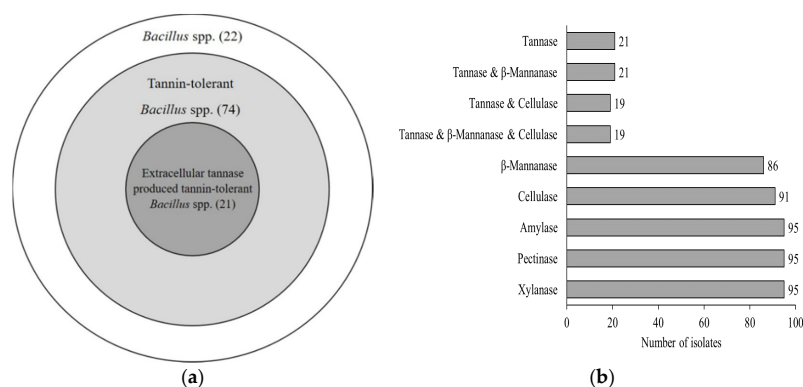 Bacillus spp. (22)
Tannin-tolerant
Bacillus spp. (74)
Extracellular tannase
produced tannin-tolerant
Bacillus spp. (21)
(a)
Tannase 21
Tannase & β-Mannanase 21
Tannase & Cellulase 19
Tannase & β-Mannanase & Cellulase 19
β-Mannanase 86
Cellulase 91
Amylase 95
Pectinase 95
Xylanase 95
0 20 40 60 80 100
Number of isolates
(b)